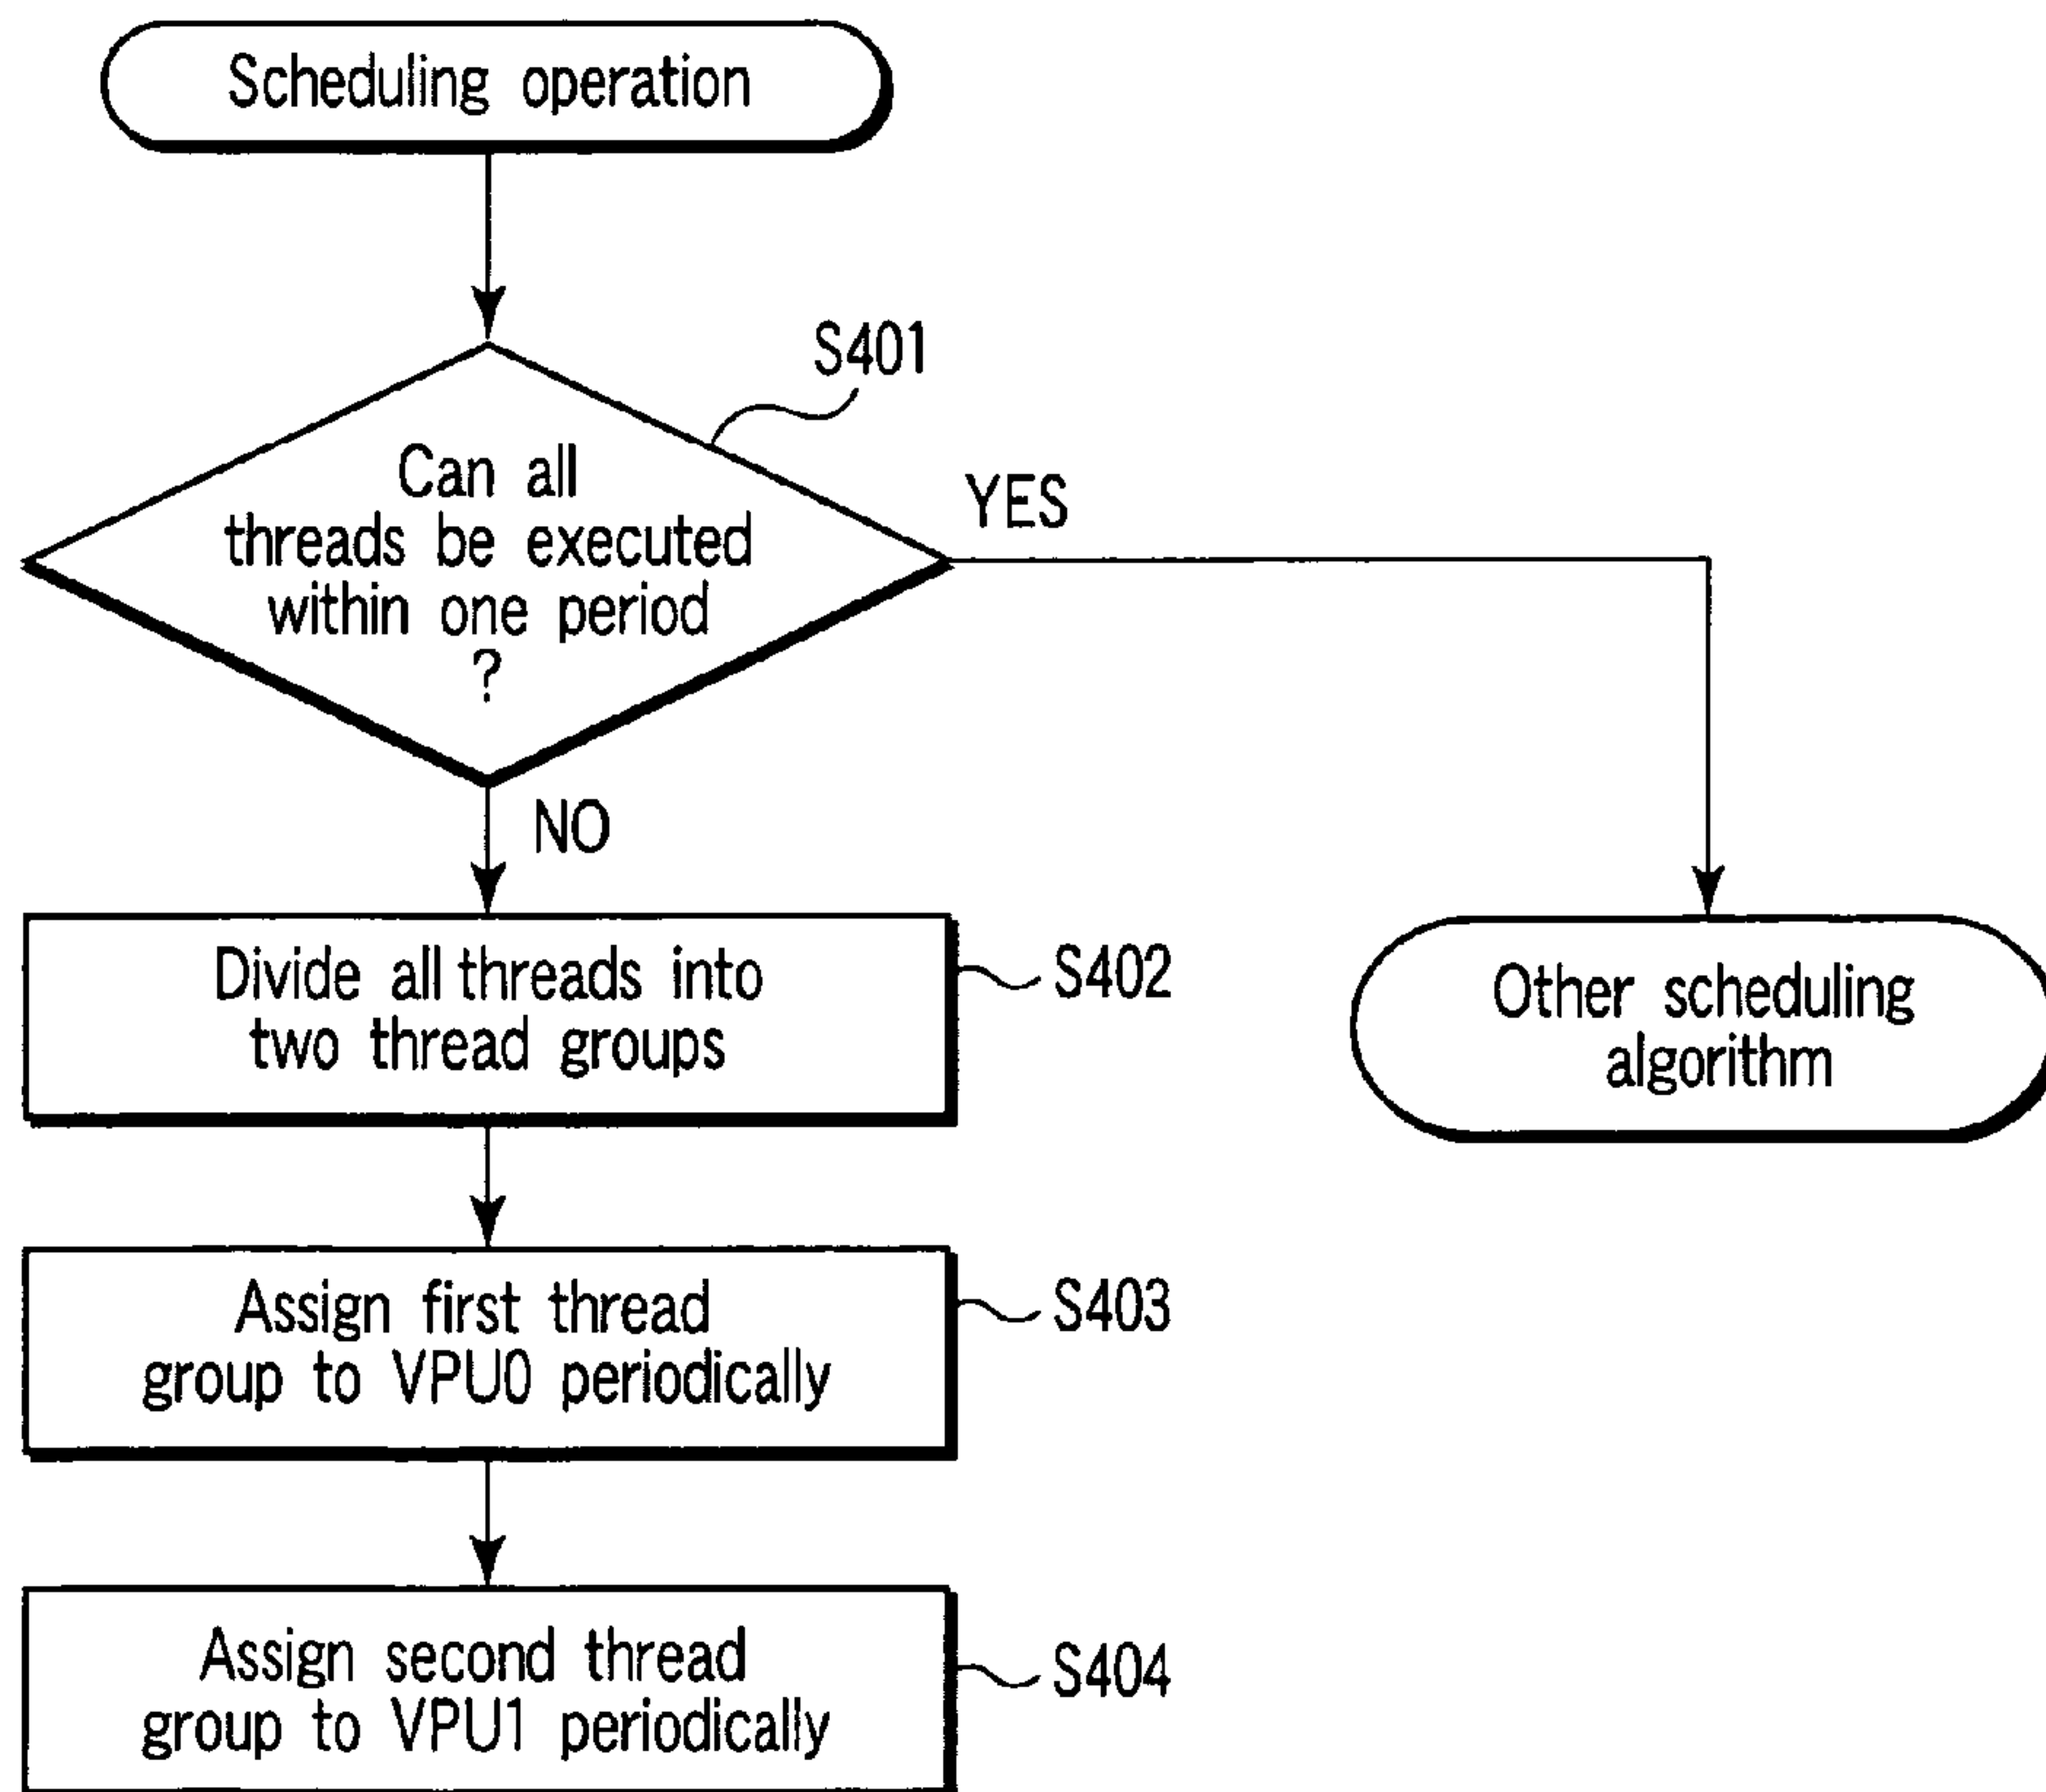 Scheduling operation
S401
Can all
threads be executed
within one period
?
YES
NO
Divide all threads into
two thread groups
S402
Other scheduling
algorithm
Assign first thread
group to VPU0 periodically
S403
Assign second thread
group to VPU1 periodically
S404